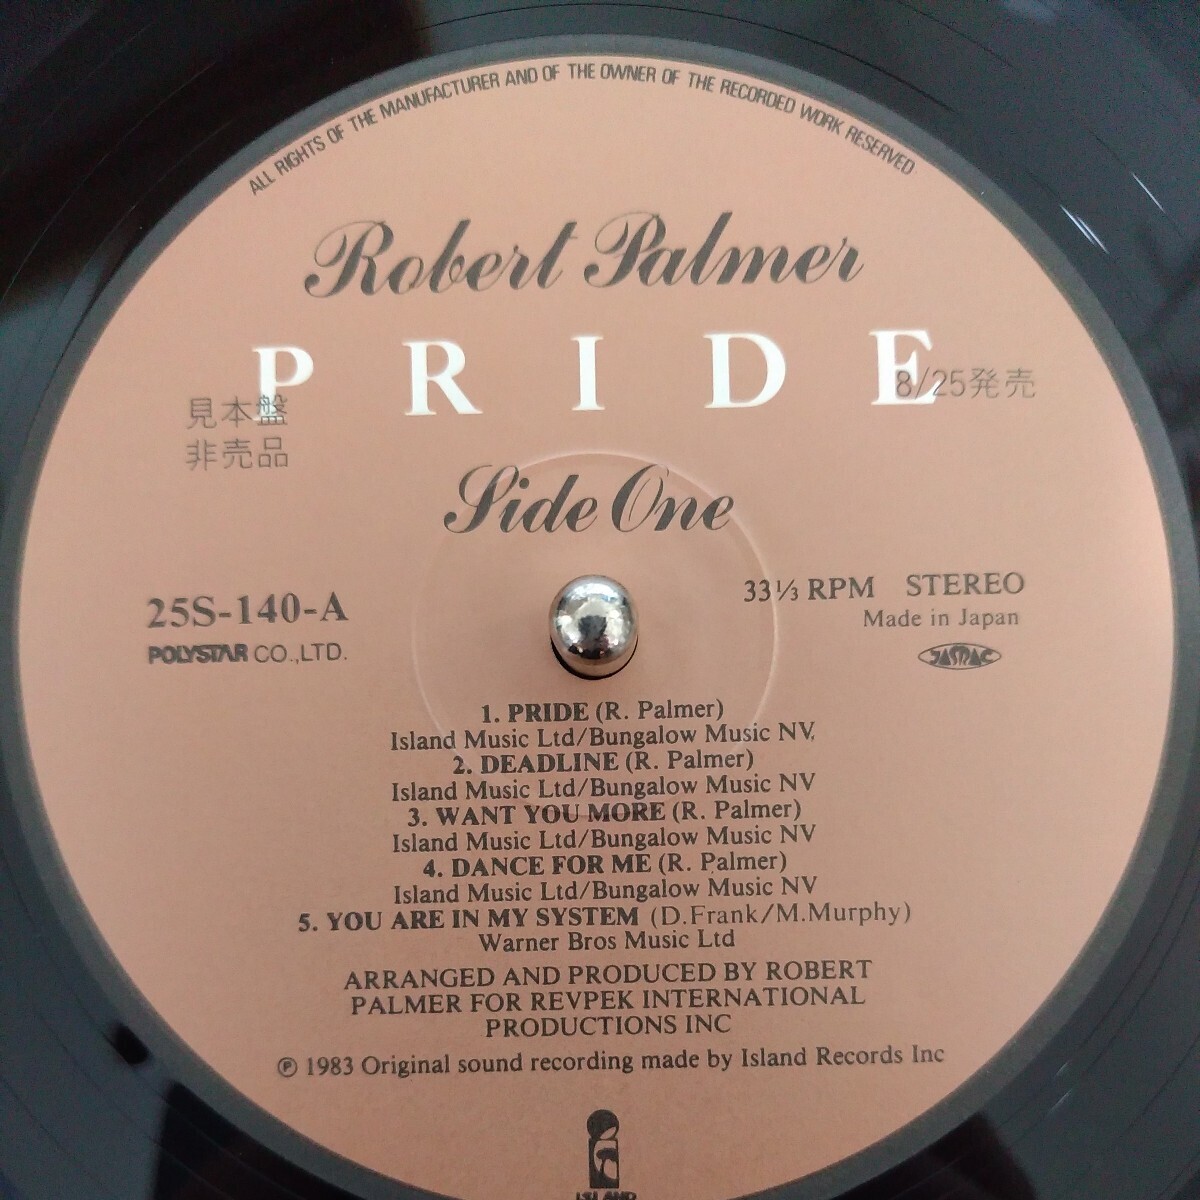 ALL RIGHTS OF THE MANUFACTURER AND OF THE OWNER OF THE RECORDED WORK RESERVED
Robert Palmer
PRIDE
8/25発売
見本盤
非売品
Side One
25S-140-A
POLYSTAR CO.,LTD.
33 1/3 RPM STEREO
Made in Japan
JASRAC
1. PRIDE (R. Palmer)
Island Music Ltd/Bungalow Music NV.
2. DEADLINE (R. Palmer)
Island Music Ltd/Bungalow Music NV
3. WANT YOU MORE (R. Palmer)
Island Music Ltd/Bungalow Music NV
4. DANCE FOR ME (R. Palmer)
Island Music Ltd/Bungalow Music NV
5. YOU ARE IN MY SYSTEM (D.Frank/M.Murphy)
Warner Bros Music Ltd
ARRANGED AND PRODUCED BY ROBERT
PALMER FOR REVPEK INTERNATIONAL
PRODUCTIONS INC
℗ 1983 Original sound recording made by Island Records Inc
ISLAND